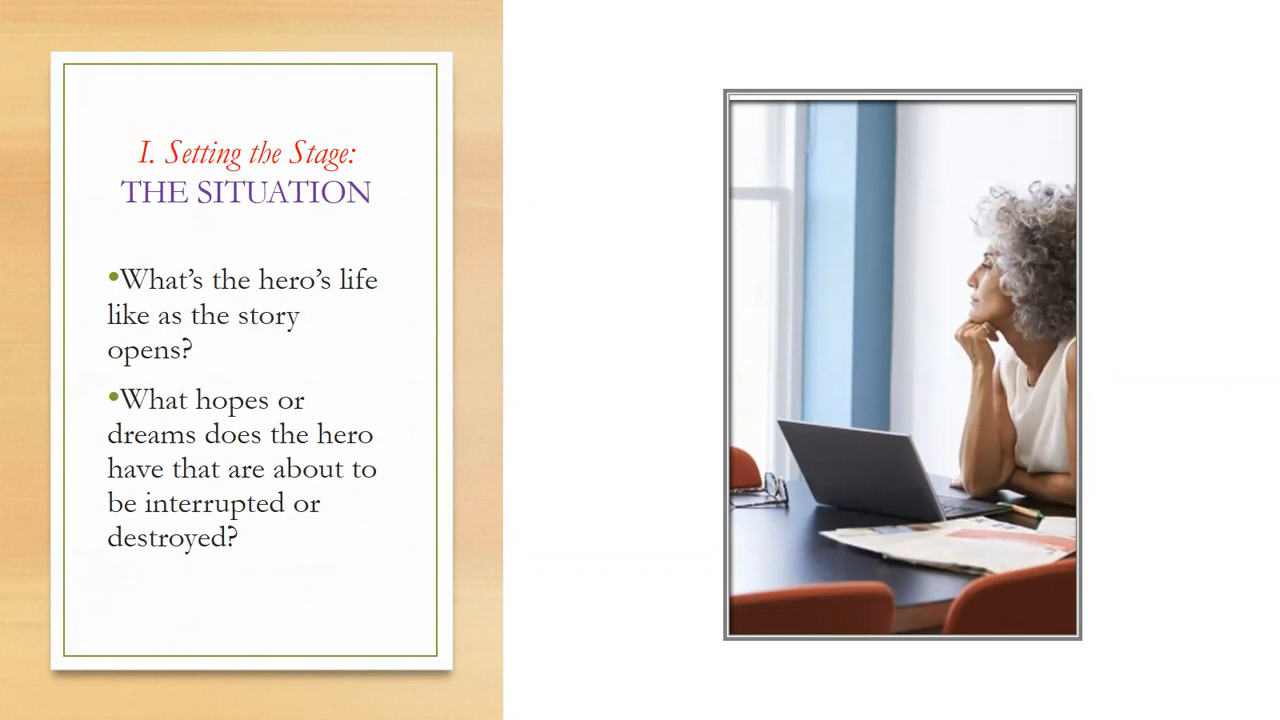 I. Setting the Stage:
THE SITUATION
•What’s the hero’s life
like as the story
opens?
•What hopes or
dreams does the hero
have that are about to
be interrupted or
destroyed?